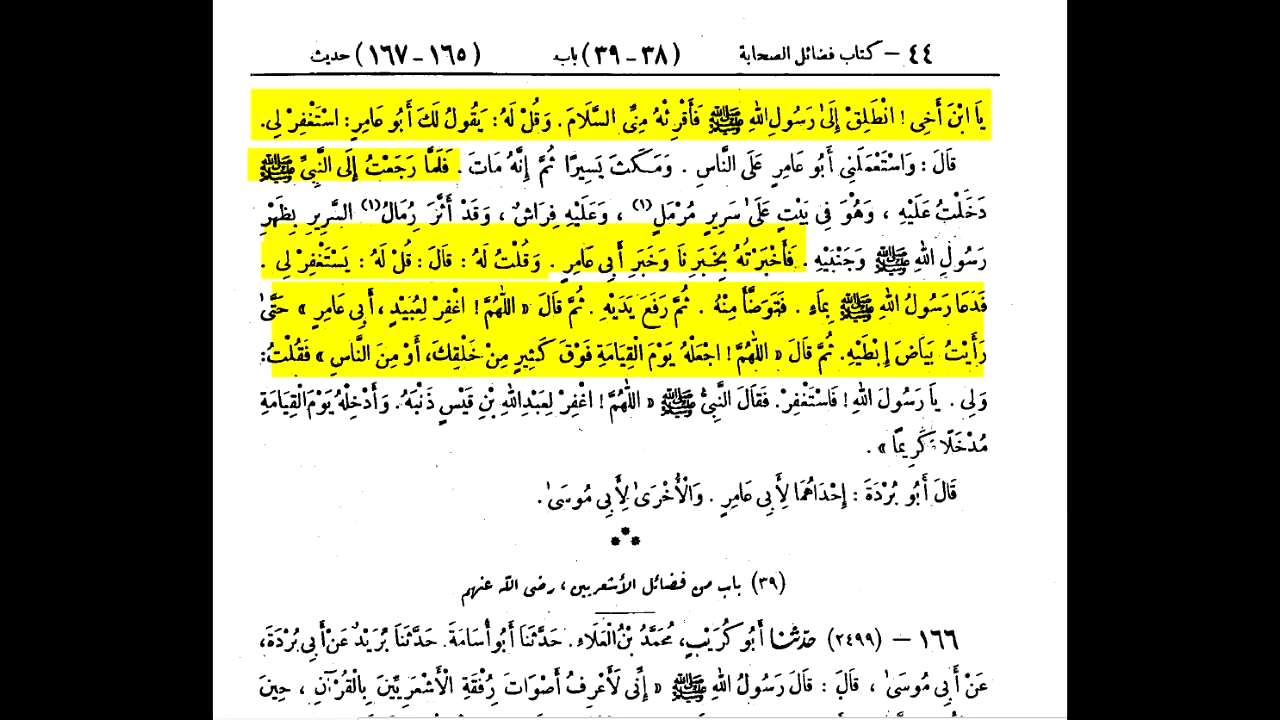 ٤٤ – كتاب فضائل الصحابة (٣٨ – ٣٩) باب (١٦٥ – ١٦٧) حديث
يَا ابْنَ أَخِي! انْطَلِقْ إِلَىٰ رَسُولِ اللهِ ﷺ فَأَقْرِئْهُ مِنِّى السَّلَامَ. وَقُلْ لَهُ: يَقُولُ لَكَ أَبُو عَامِرٍ: اسْتَغْفِرْ لِي.
قَالَ: وَاسْتَعْمَلَنِى أَبُو عَامِرٍ عَلَى النَّاسِ. وَمَكَثَ يَسِيرًا ثُمَّ إِنَّهُ مَاتَ. فَلَمَّا رَجَعْتُ إِلَى النَّبِيِّ ﷺ
دَخَلْتُ عَلَيْهِ، وَهُوَ فِى بَيْتٍ عَلَىٰ سَرِيرٍ مُرْمَلٍ(١)، وَعَلَيْهِ فِرَاشٌ، وَقَدْ أَثَّرَ رُمَالُ(١) السَّرِيرِ بِظَهْرِ
رَسُولِ اللهِ ﷺ وَجَنْبَيْهِ. فَأَخْبَرْتُهُ بِخَبَرِنَا وَخَبَرِ أَبِى عَامِرٍ. وَقُلْتُ لَهُ: قَالَ: قُلْ لَهُ: يَسْتَغْفِرْ لِى.
فَدَعَا رَسُولُ اللهِ ﷺ بِمَاءٍ. فَتَوَضَّأَ مِنْهُ. ثُمَّ رَفَعَ يَدَيْهِ. ثُمَّ قَالَ « اللّٰهُمَّ! اغْفِرْ لِعُبَيْدٍ، أَبِى عَامِرٍ » حَتَّىٰ
رَأَيْتُ بَيَاضَ إِبْطَيْهِ. ثُمَّ قَالَ « اللّٰهُمَّ! اجْعَلْهُ يَوْمَ الْقِيَامَةِ فَوْقَ كَثِيرٍ مِنْ خَلْقِكَ، أَوْ مِنَ النَّاسِ » فَقُلْتُ:
وَلِى. يَا رَسُولَ اللهِ! فَاسْتَغْفِرْ. فَقَالَ النَّبِىُّ ﷺ « اللّٰهُمَّ! اغْفِرْ لِعَبْدِ اللهِ بْنِ قَيْسٍ ذَنْبَهُ. وَأَدْخِلْهُ يَوْمَ الْقِيَامَةِ
مُدْخَلًا كَرِيمًا ».
قَالَ أَبُو بُرْدَةَ: إِحْدَاهُمَا لِأَبِى عَامِرٍ. وَالْأُخْرَىٰ لِأَبِى مُوسَىٰ.
(٣٩) باب من فضائل الأشعريين، رضى الله عنهم
١٦٦ – (٢٤٩٩) حدّثنا أَبُو كُرَيْبٍ، مُحَمَّدُ بْنُ الْعَلَاءِ. حَدَّثَنَا أَبُو أُسَامَةَ. حَدَّثَنَا بُرَيْدٌ عَنْ أَبِى بُرْدَةَ،
عَنْ أَبِى مُوسَىٰ، قَالَ: قَالَ رَسُولُ اللهِ ﷺ « إِنِّى لَأَعْرِفُ أَصْوَاتَ رُفْقَةِ الْأَشْعَرِيِّينَ بِالْقُرْآنِ، حِينَ